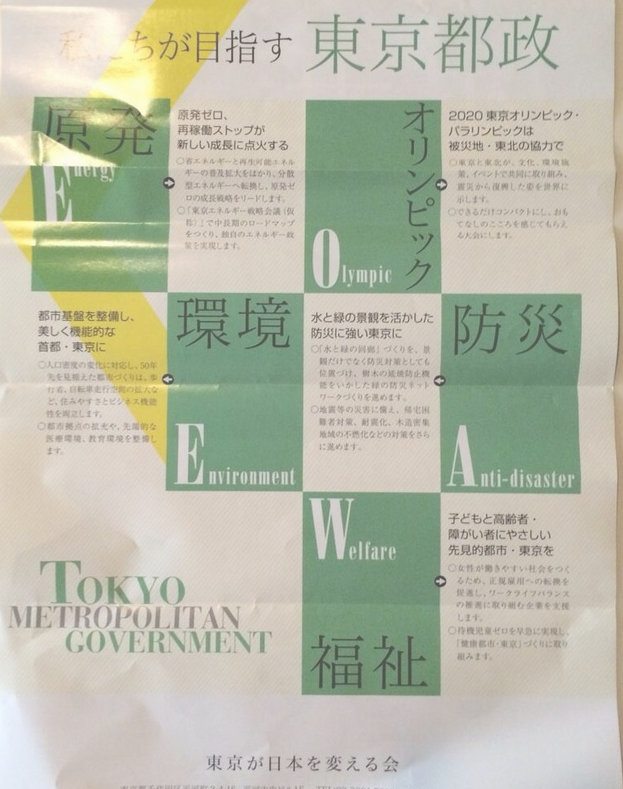 私たちが目指す 東京都政
原発
Energy
原発ゼロ、
再稼働ストップが
新しい成長に点火する
○省エネルギーと再生可能エネル
ギーの普及拡大をはかり、分散
型エネルギーへ転換し、原発ゼ
ロの成長戦略をリードします。
○「東京エネルギー戦略会議(仮
称)」で中長期のロードマップ
をつくり、独自のエネルギー政
策を実現します。
オリンピック
Olympic
2020東京オリンピック・
パラリンピックは
被災地・東北の協力で
○東京と東北が、文化、環境施
策、イベントで共同に取り組み、
震災から復興した姿を世界に
示します。
○できるだけコンパクトにし、おも
てなしのこころを感じてもらえ
る大会にします。
都市基盤を整備し、
美しく機能的な
首都・東京に
○人口密度の変化に対応し、50年
先を見越えた都市づくりは、歩
行者、自転車走行空間の拡大な
ど、住みやすさとビジネス機能
性を両立します。
○都市拠点の拡充や、先端的な
医療環境、教育環境を整備し
ます。
環境
Environment
水と緑の景観を活かした
防災に強い東京に
○「水と緑の回廊」づくりを、景
観だけでなく防災対策としても
位置づけ、樹木の延焼防止機
能をいかした緑の防災ネット
ワークづくりを進めます。
○地震等の災害に備え、帰宅困
難者対策、耐震化、木造密集
地域の不燃化などの対策をさら
に進めます。
防災
Anti-disaster
Welfare
福祉
子どもと高齢者・
障がい者にやさしい
先見的都市・東京を
○女性が働きやすい社会をつく
るため、正規雇用への転換を
促進し、ワークライフバランス
の推進に取り組む企業を支援
します。
○待機児童ゼロを早急に実現し、
「健康都市・東京」づくりに取り
組みます。
TOKYO
METROPOLITAN
GOVERNMENT
東京が日本を変える会